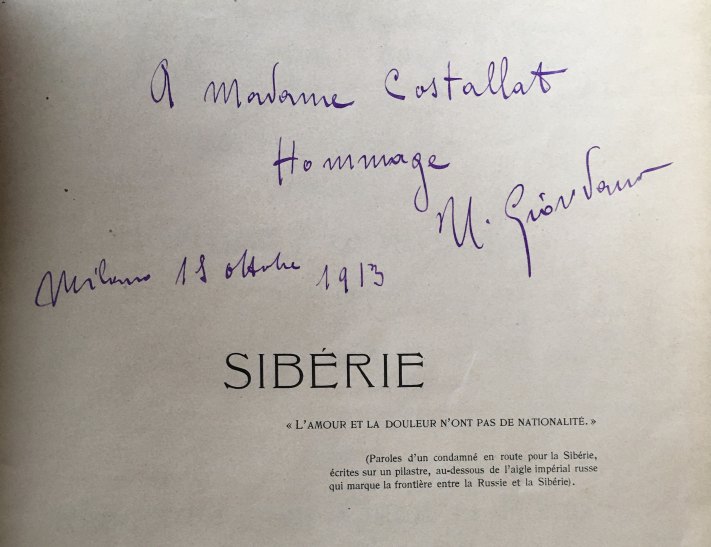 A Madame Costallat
Hommage
U. Giordano
Milano 15 ottobre 1913
SIBÉRIE
« L'AMOUR ET LA DOULEUR N'ONT PAS DE NATIONALITÉ. »
(Paroles d'un condamné en route pour la Sibérie,
écrites sur un pilastre, au-dessous de l'aigle impérial russe
qui marque la frontière entre la Russie et la Sibérie).